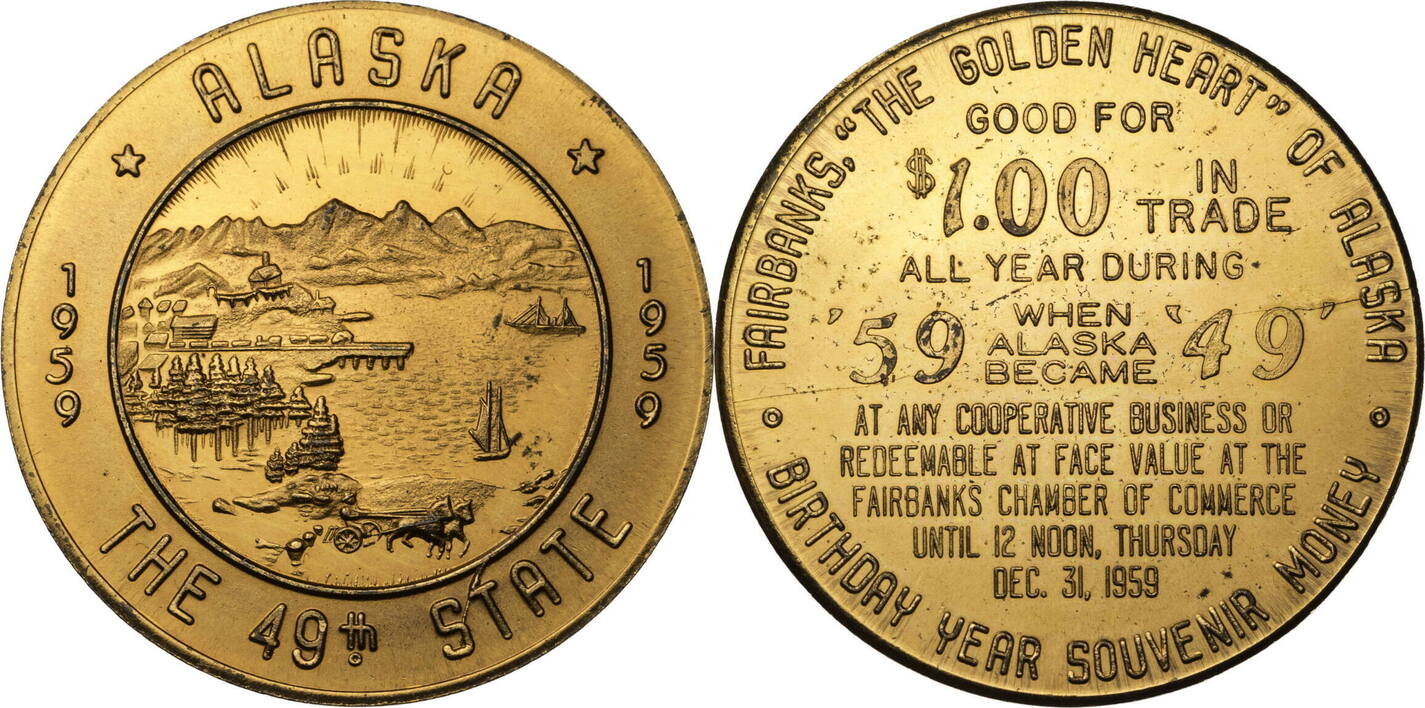 ALASKA
1959
1959
THE 49th STATE
©
FAIRBANKS, "THE GOLDEN HEART" OF ALASKA
GOOD FOR
$1.00 IN TRADE
ALL YEAR DURING
'59 WHEN ALASKA BECAME '49'
AT ANY COOPERATIVE BUSINESS OR
REDEEMABLE AT FACE VALUE AT THE
FAIRBANKS CHAMBER OF COMMERCE
UNTIL 12 NOON, THURSDAY
DEC. 31, 1959
BIRTHDAY YEAR SOUVENIR MONEY